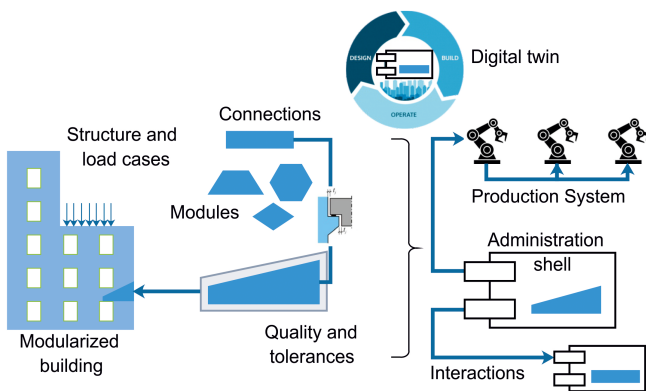 Digital twin
DESIGN
BUILD
OPERATE
Connections
Structure and
load cases
Modules
Production System
Administration
shell
Quality and
tolerances
Modularized
building
Interactions